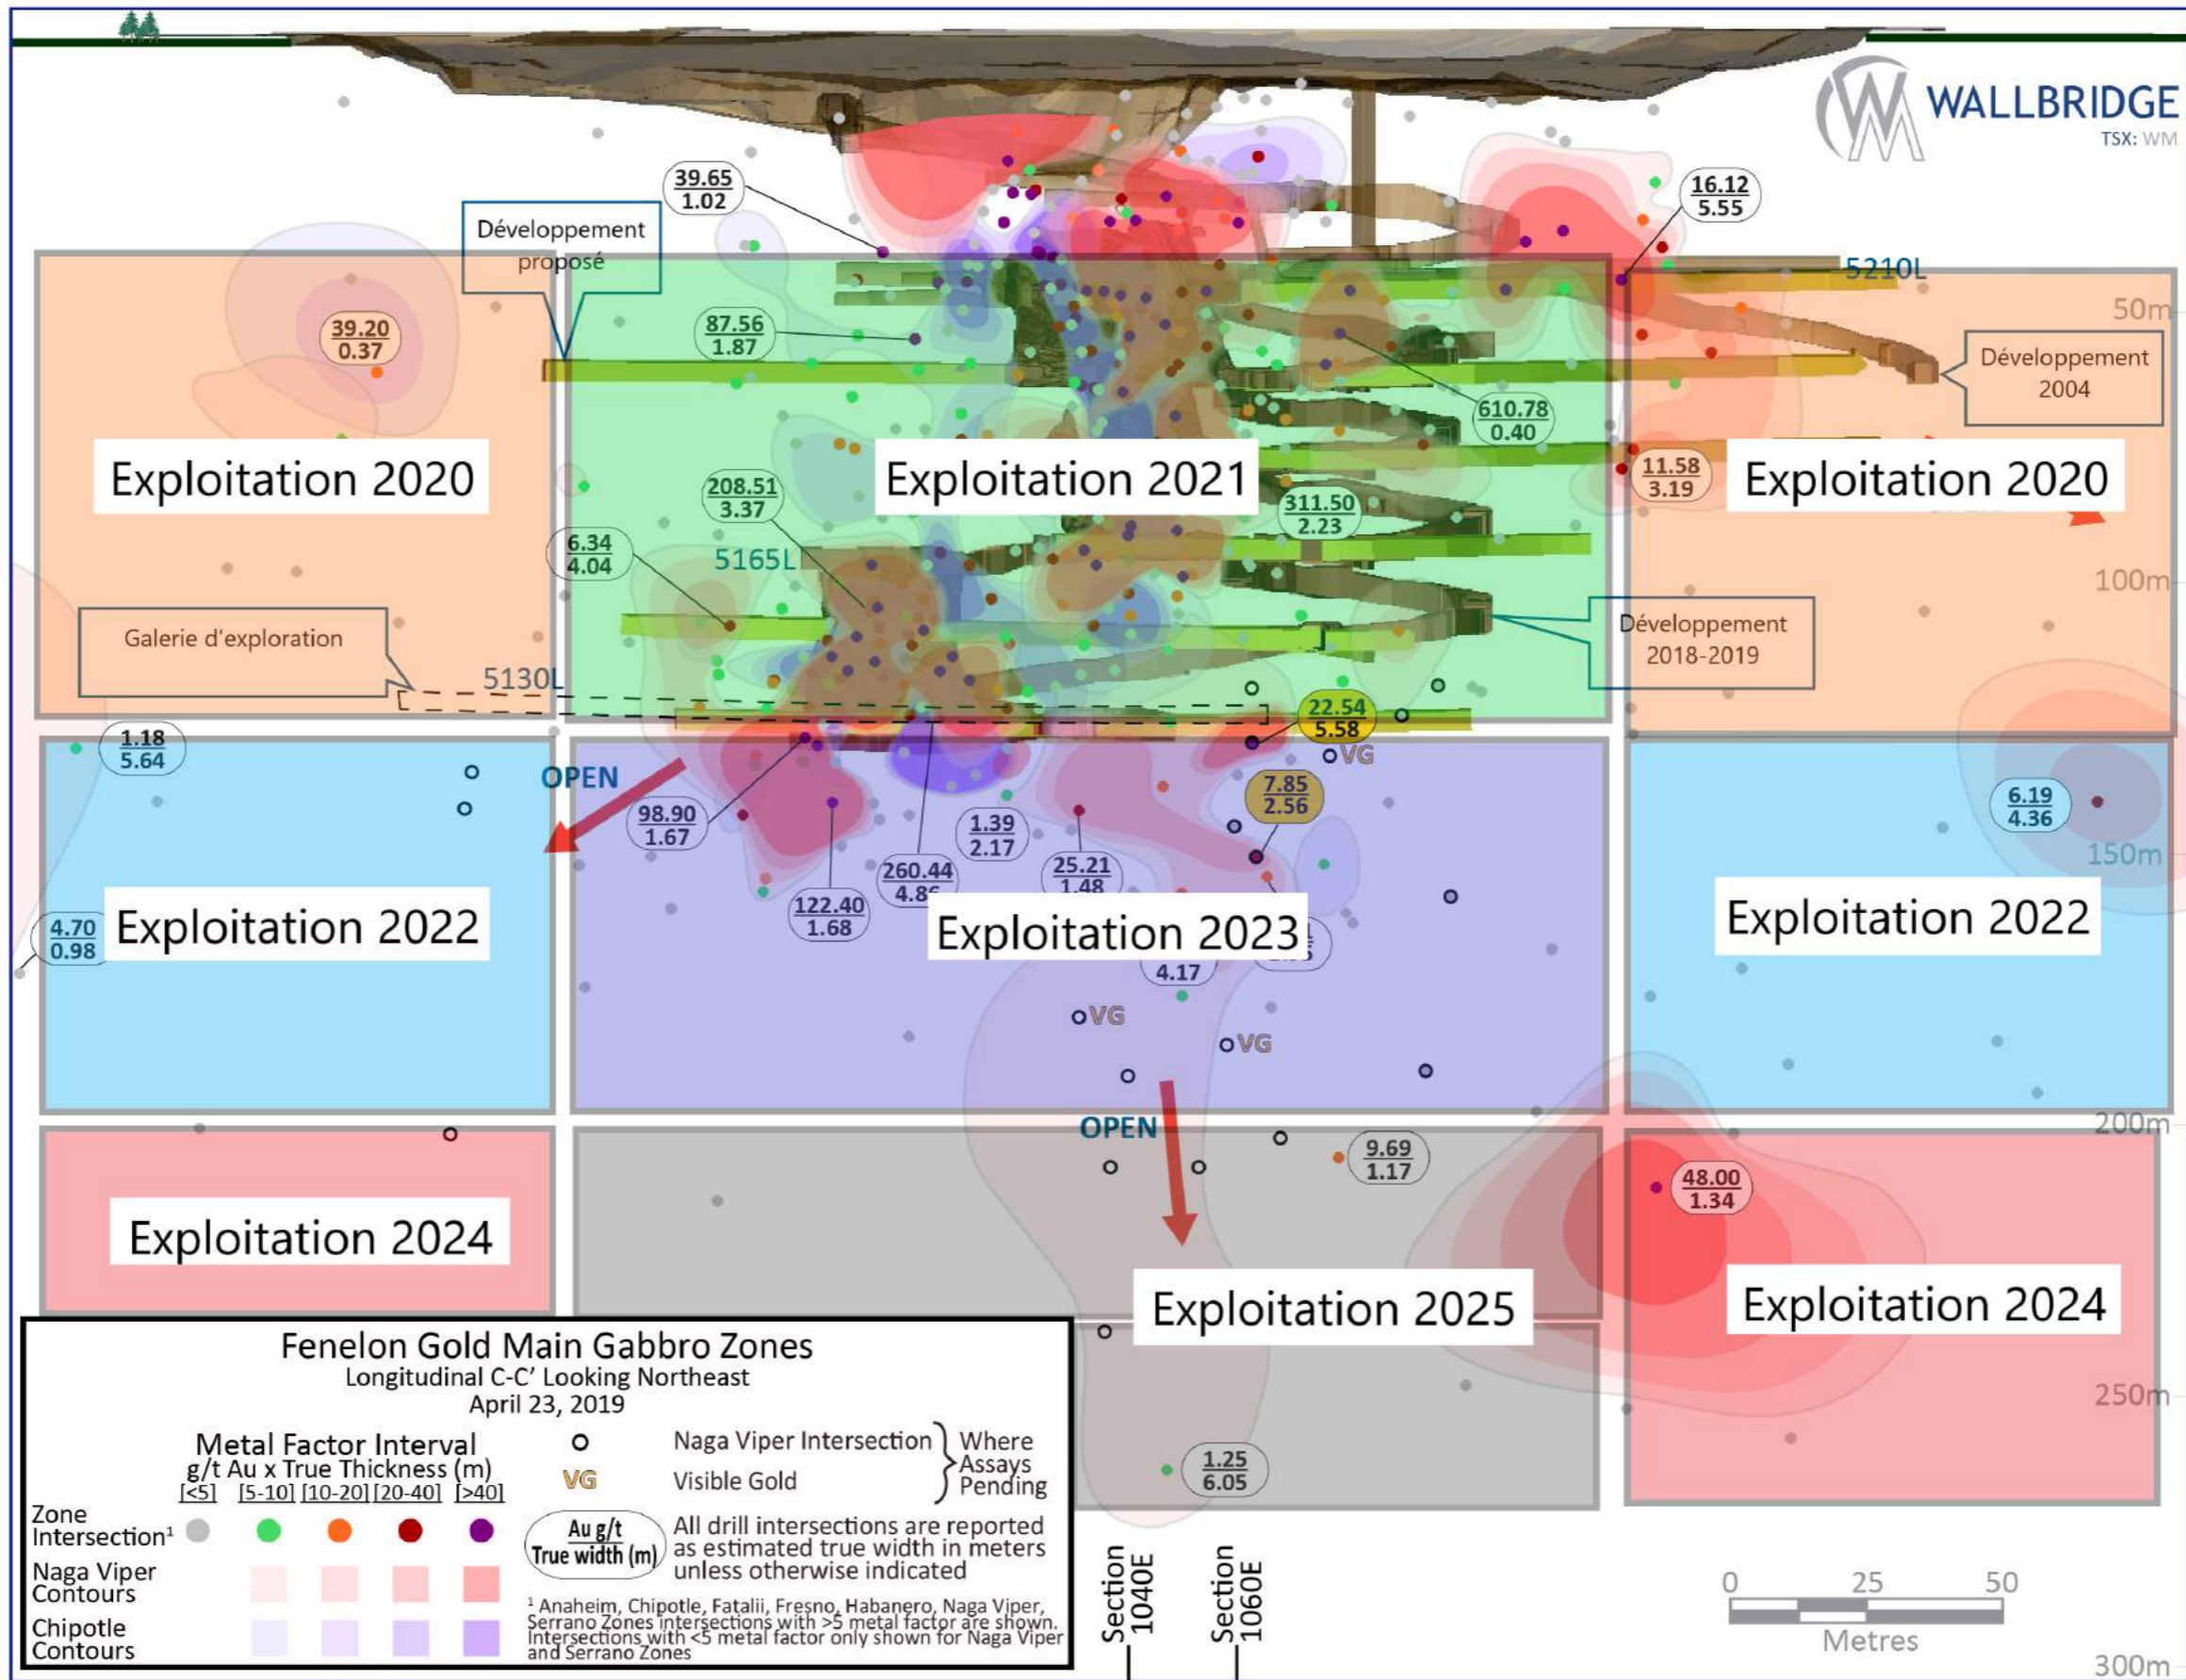 WALLBRIDGE
TSX: WM
39.65
1.02
16.12
5.55
Développement
proposé
5210L
50m
39.20
0.37
87.56
1.87
Développement
2004
610.78
0.40
Exploitation 2020
Exploitation 2021
Exploitation 2020
11.58
3.19
208.51
3.37
311.50
2.23
6.34
4.04
5165L
100m
Galerie d'exploration
Développement
2018-2019
5130L
22.54
5.58
1.18
5.64
VG
OPEN
7.85
2.56
6.19
4.36
98.90
1.67
1.39
2.17
150m
25.21
1.48
260.44
122.40
1.68
4.70
0.98
Exploitation 2022
Exploitation 2023
Exploitation 2022
4.17
VG
VG
OPEN
200m
9.69
1.17
48.00
1.34
Exploitation 2024
Exploitation 2025
Exploitation 2024
250m
1.25
6.05
Fenelon Gold Main Gabbro Zones
Longitudinal C-C’ Looking Northeast
April 23, 2019
Metal Factor Interval
g/t Au x True Thickness (m)
[<5] [5-10] [10-20] [20-40] [>40]
Zone
Intersection¹
Naga Viper
Contours
Chipotle
Contours
Naga Viper Intersection
VG Visible Gold
Where
Assays
Pending
Au g/t
True width (m)
All drill intersections are reported
as estimated true width in meters
unless otherwise indicated
¹ Anaheim, Chipotle, Fatalii, Fresno, Habanero, Naga Viper,
Serrano Zones intersections with >5 metal factor are shown.
Intersections with <5 metal factor only shown for Naga Viper
and Serrano Zones
Section
1040E
Section
1060E
0 25 50
Metres
300m